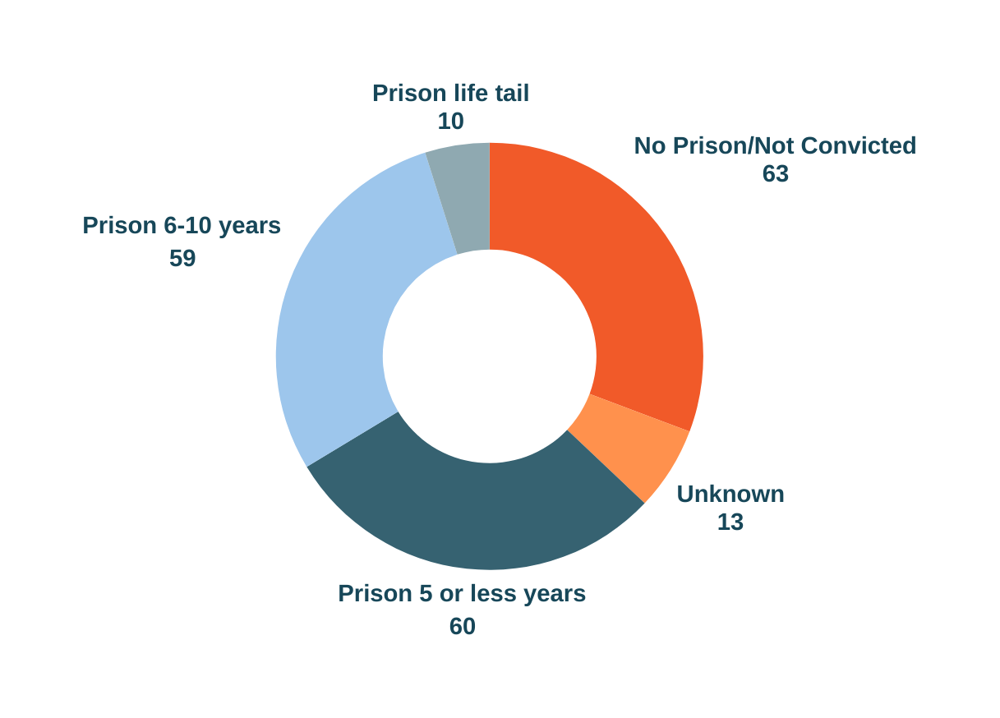 Prison life tail
10
No Prison/Not Convicted
63
Prison 6-10 years
59
Unknown
13
Prison 5 or less years
60